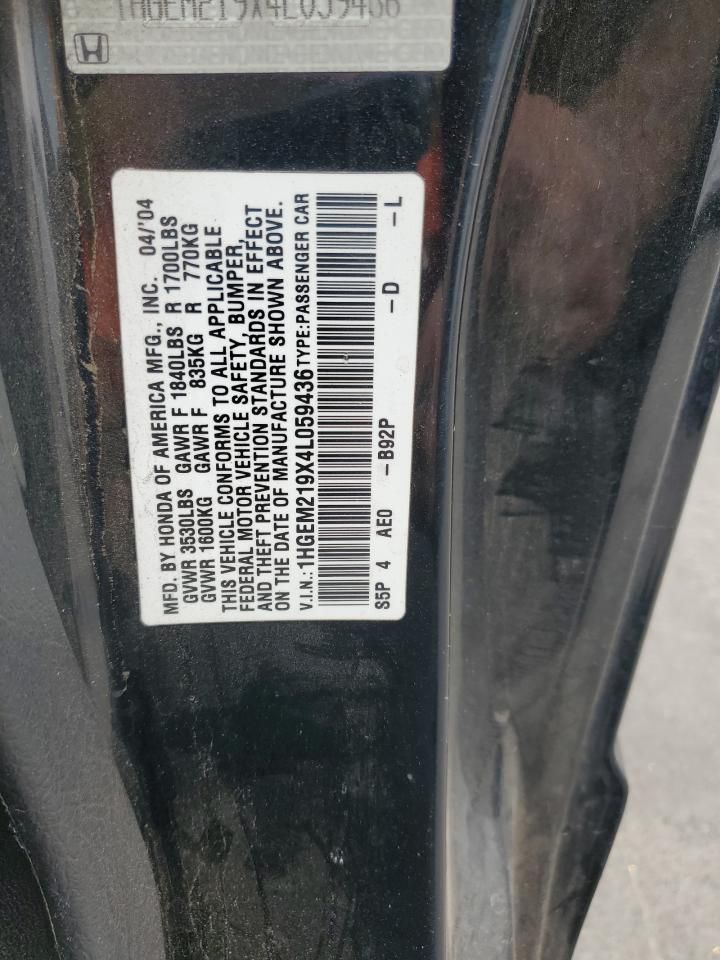 1HGEM219X4L059436
MFD. BY HONDA OF AMERICA MFG., INC. 04/'04
GVWR 3530LBS GAWR F 1840LBS R 1700LBS
GVWR 1600KG GAWR F 835KG R 770KG
THIS VEHICLE CONFORMS TO ALL APPLICABLE
FEDERAL MOTOR VEHICLE SAFETY, BUMPER,
AND THEFT PREVENTION STANDARDS IN EFFECT
ON THE DATE OF MANUFACTURE SHOWN ABOVE.
V.I.N.: 1HGEM219X4L059436 TYPE:PASSENGER CAR
S5P 4 AE0 -B92P -D -L